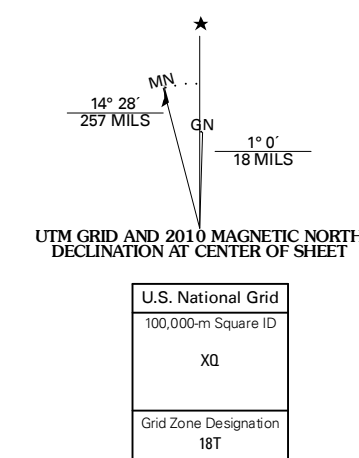 ★
MN
GN
14° 28´
257 MILS
1° 0´
18 MILS
UTM GRID AND 2010 MAGNETIC NORTH
DECLINATION AT CENTER OF SHEET
U.S. National Grid
100,000-m Square ID
XQ
Grid Zone Designation
18T